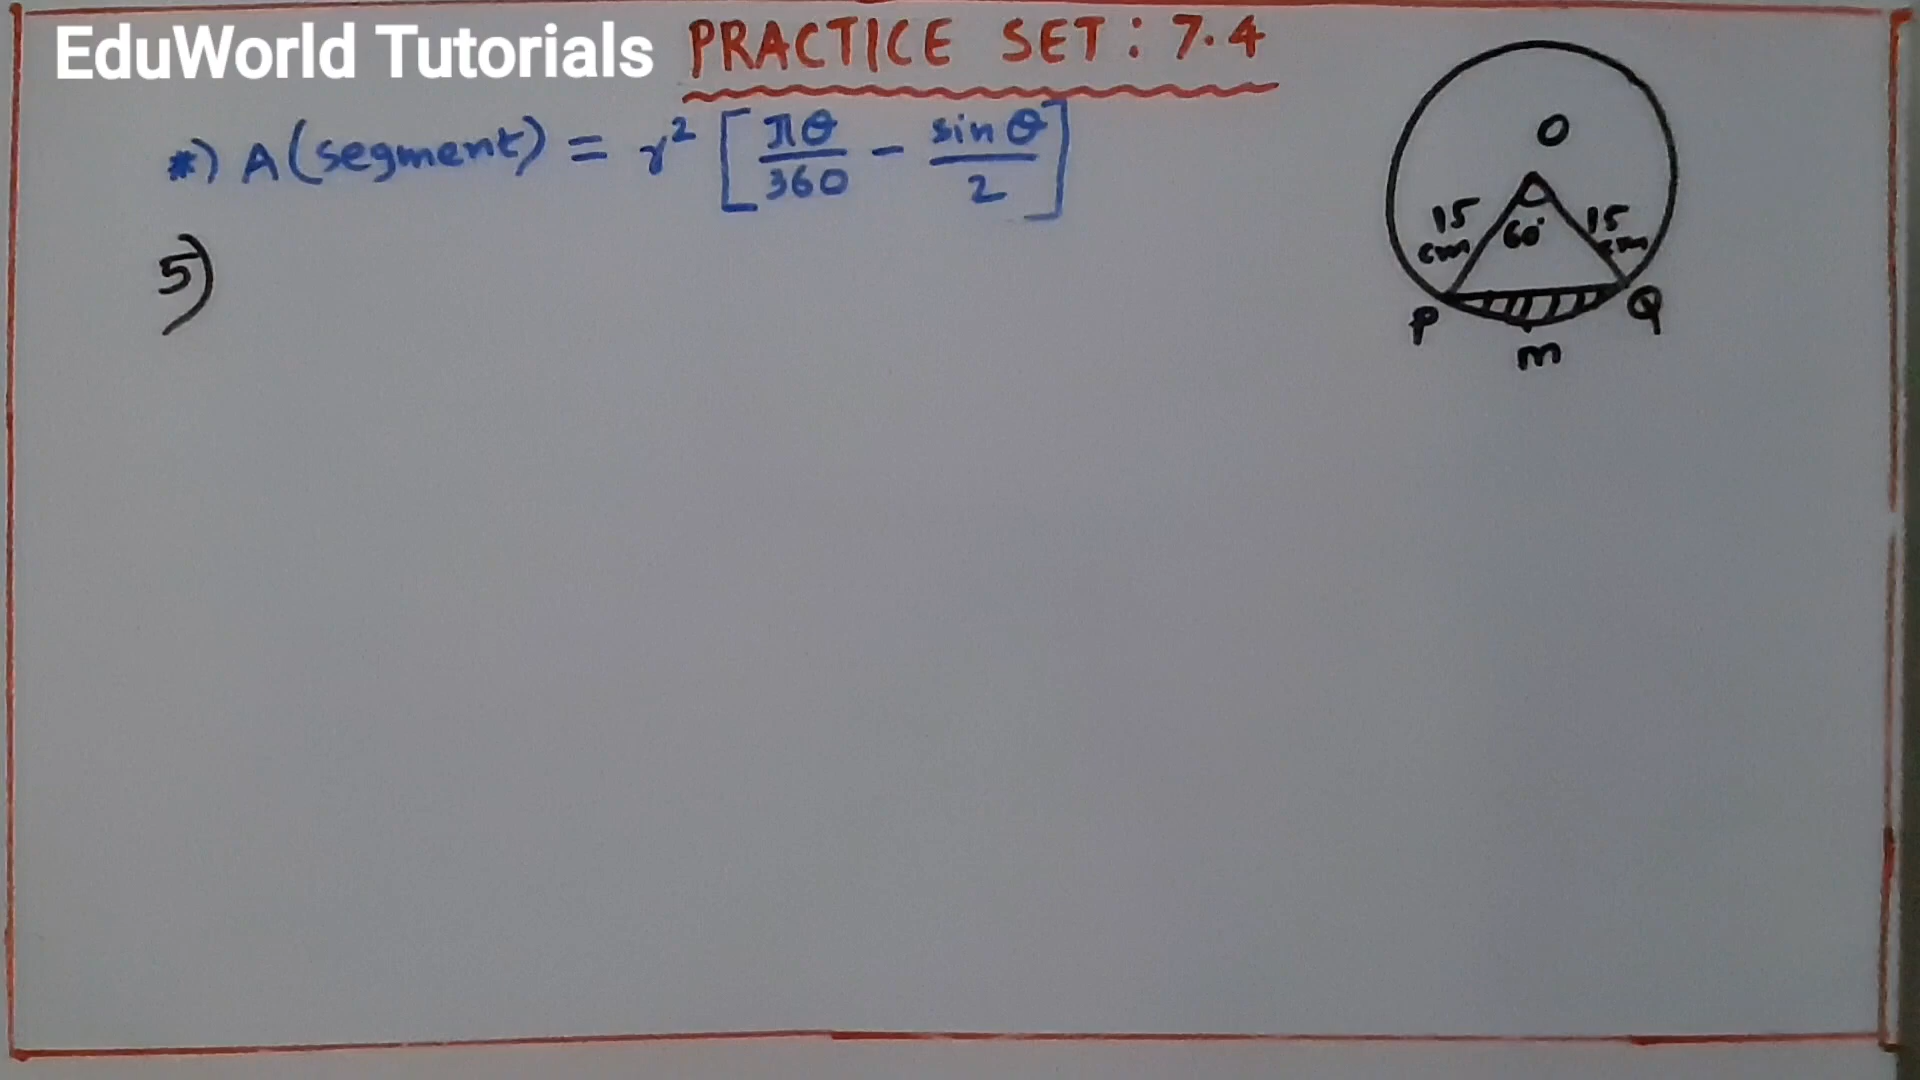 EduWorld Tutorials PRACTICE SET: 7.4
*) A(segment) = r² [πθ/360 - sinθ/2]
5)
O
15 cm 60° 15 cm
P Q
m